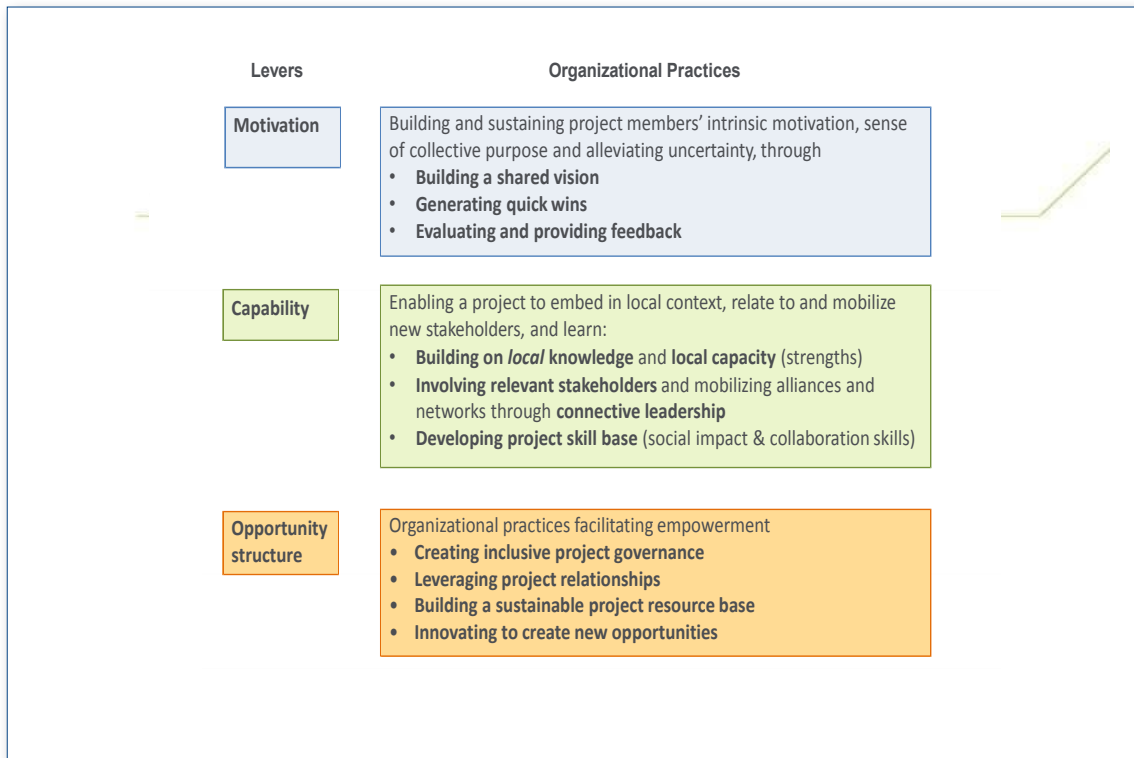 Levers
Organizational Practices
Motivation
Building and sustaining project members’ intrinsic motivation, sense
of collective purpose and alleviating uncertainty, through
• Building a shared vision
• Generating quick wins
• Evaluating and providing feedback
Capability
Enabling a project to embed in local context, relate to and mobilize
new stakeholders, and learn:
• Building on local knowledge and local capacity (strengths)
• Involving relevant stakeholders and mobilizing alliances and
networks through connective leadership
• Developing project skill base (social impact & collaboration skills)
Opportunity
structure
Organizational practices facilitating empowerment
• Creating inclusive project governance
• Leveraging project relationships
• Building a sustainable project resource base
• Innovating to create new opportunities